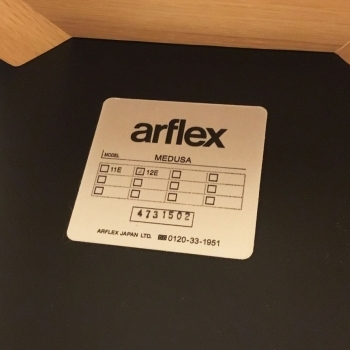 arflex
MODEL MEDUSA
11E 12E
4731502
ARFLEX JAPAN LTD. 0120-33-1951